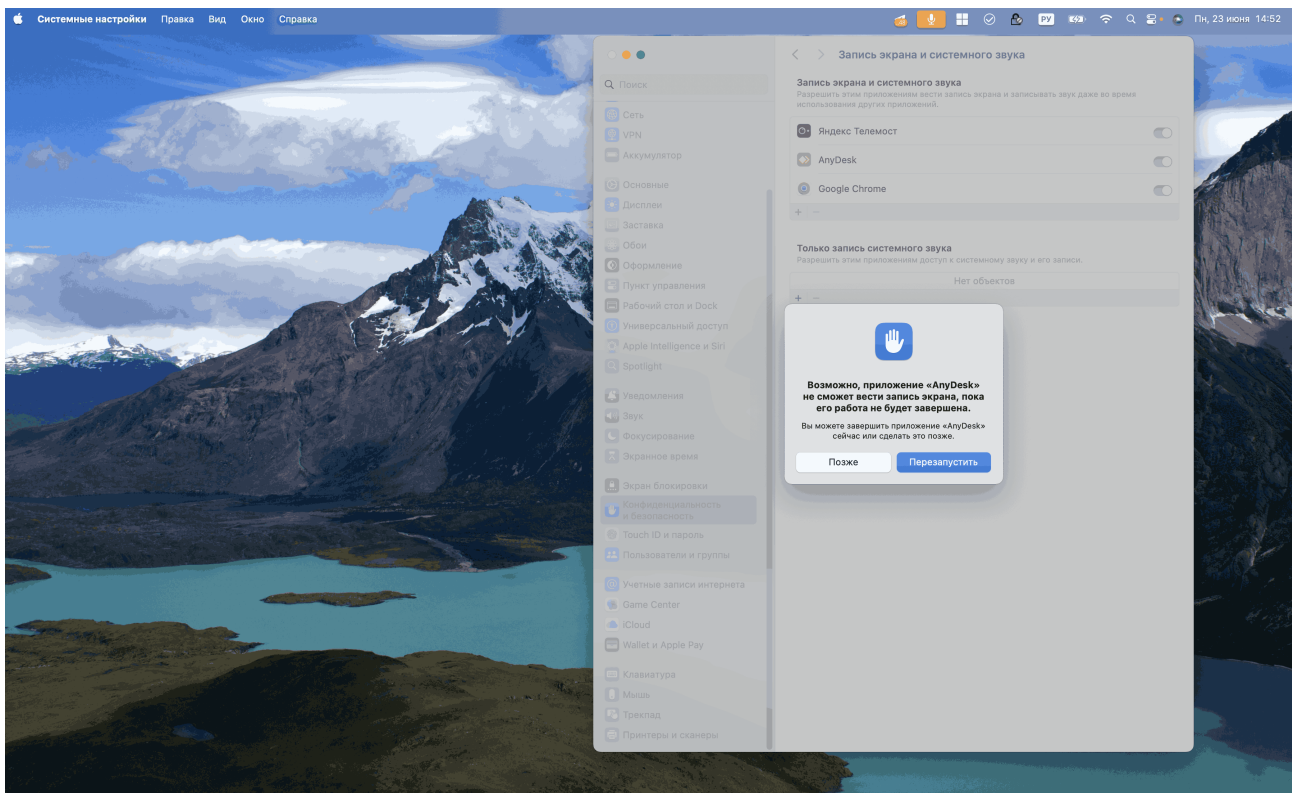 Системные настройки Правка Вид Окно Справка
РУ
Пн, 23 июня 14:52
Поиск
Сеть
VPN
Аккумулятор
Основные
Дисплеи
Заставка
Обои
Оформление
Пункт управления
Рабочий стол и Dock
Универсальный доступ
Apple Intelligence и Siri
Spotlight
Уведомления
Звук
Фокусирование
Экранное время
Экран блокировки
Конфиденциальность
и безопасность
Touch ID и пароль
Пользователи и группы
Учетные записи интернета
Game Center
iCloud
Wallet и Apple Pay
Клавиатура
Мышь
Трекпад
Принтеры и сканеры
Запись экрана и системного звука
Запись экрана и системного звука
Разрешить этим приложениям вести запись экрана и записывать звук даже во время
использования других приложений.
Яндекс Телемост
AnyDesk
Google Chrome
Только запись системного звука
Разрешить этим приложениям доступ к системному звуку и его записи.
Нет объектов
Возможно, приложение «AnyDesk»
не сможет вести запись экрана, пока
его работа не будет завершена.
Вы можете завершить приложение «AnyDesk»
сейчас или сделать это позже.
Позже
Перезапустить